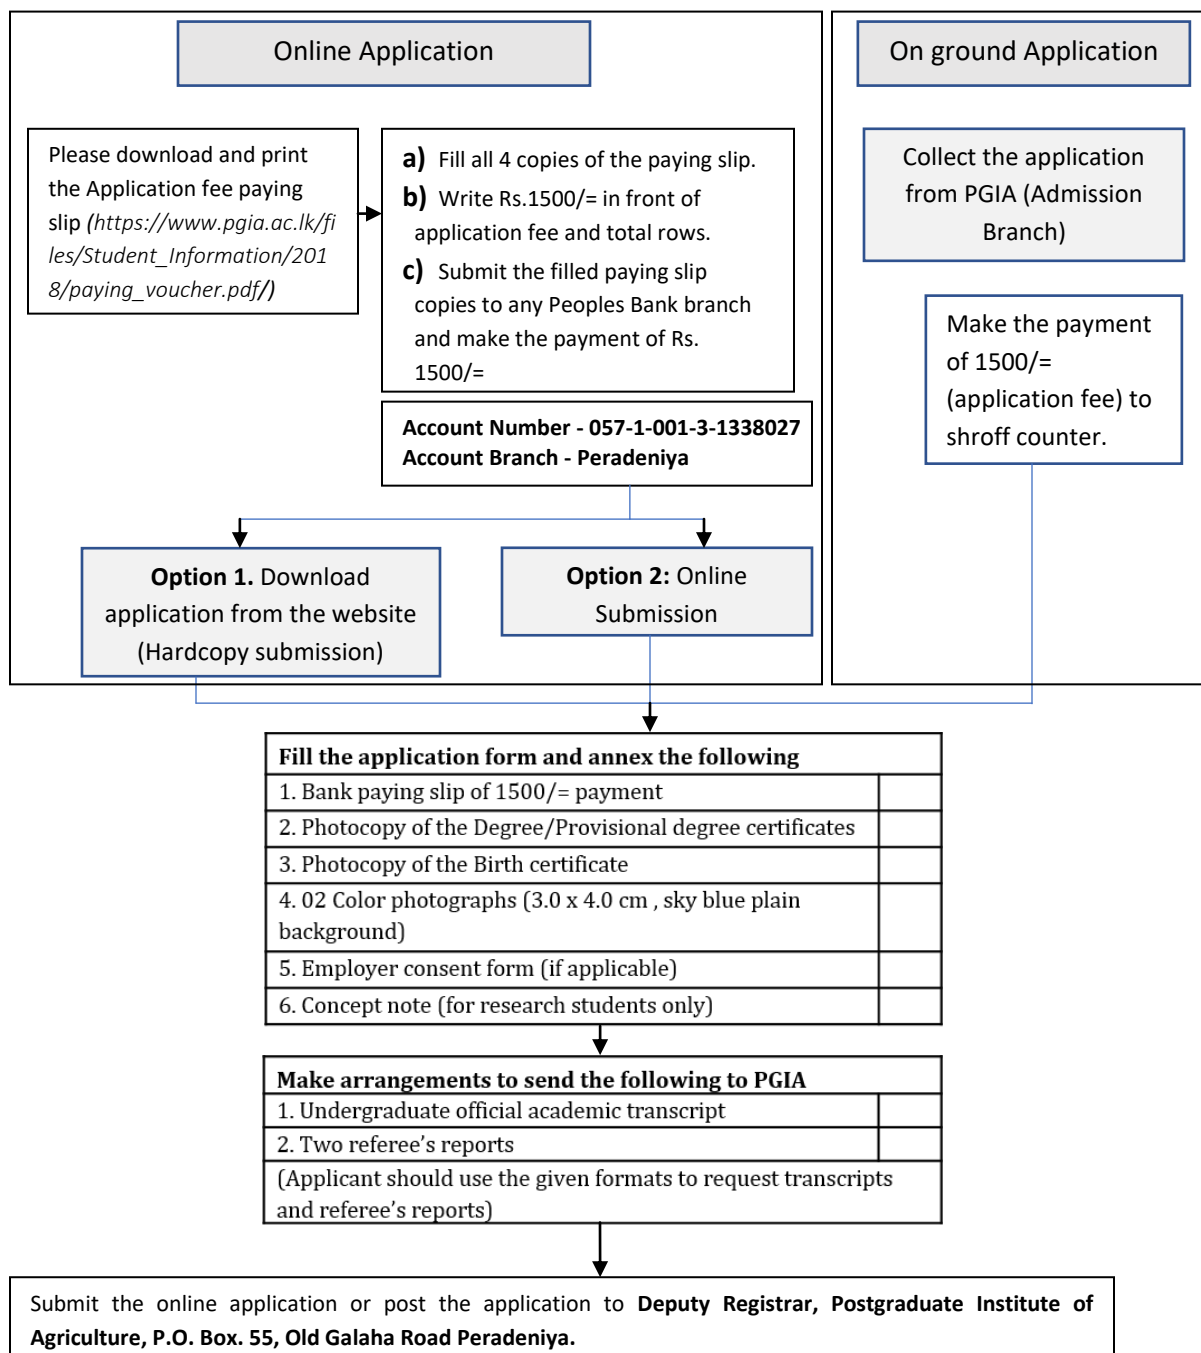 Online Application
Please download and print
the Application fee paying
slip (https://www.pgia.ac.lk/fi
les/Student_Information/201
8/paying_voucher.pdf/)
a) Fill all 4 copies of the paying slip.
b) Write Rs.1500/= in front of
application fee and total rows.
c) Submit the filled paying slip
copies to any Peoples Bank branch
and make the payment of Rs.
1500/=
Account Number - 057-1-001-3-1338027
Account Branch - Peradeniya
Option 1. Download
application from the website
(Hardcopy submission)
Option 2: Online
Submission
On ground Application
Collect the application
from PGIA (Admission
Branch)
Make the payment
of 1500/=
(application fee) to
shroff counter.
Fill the application form and annex the following
1. Bank paying slip of 1500/= payment
2. Photocopy of the Degree/Provisional degree certificates
3. Photocopy of the Birth certificate
4. 02 Color photographs (3.0 x 4.0 cm , sky blue plain
background)
5. Employer consent form (if applicable)
6. Concept note (for research students only)
Make arrangements to send the following to PGIA
1. Undergraduate official academic transcript
2. Two referee’s reports
(Applicant should use the given formats to request transcripts
and referee’s reports)
Submit the online application or post the application to Deputy Registrar, Postgraduate Institute of
Agriculture, P.O. Box. 55, Old Galaha Road Peradeniya.